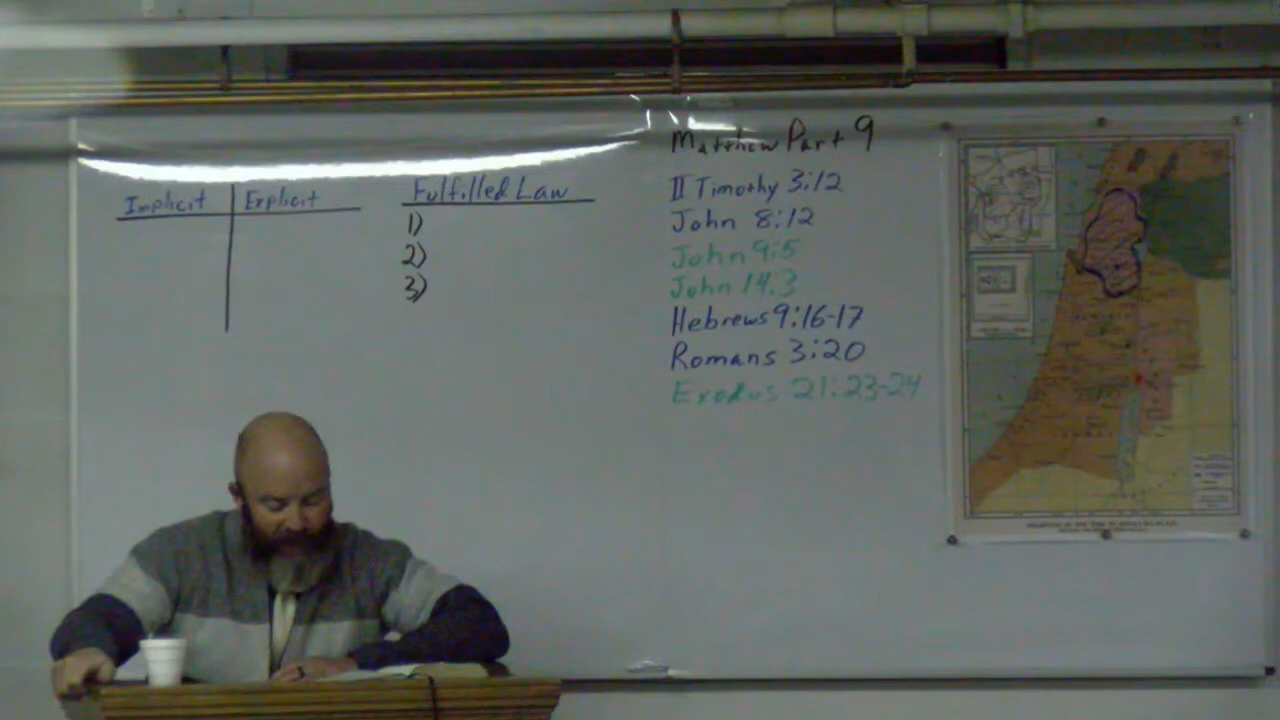 Implicit Explicit
Fulfilled Law
1)
2)
3)
Matthew Part 9
II Timothy 3:12
John 8:12
John 9:5
John 14:3
Hebrews 9:16-17
Romans 3:20
Exodus 21:23-24